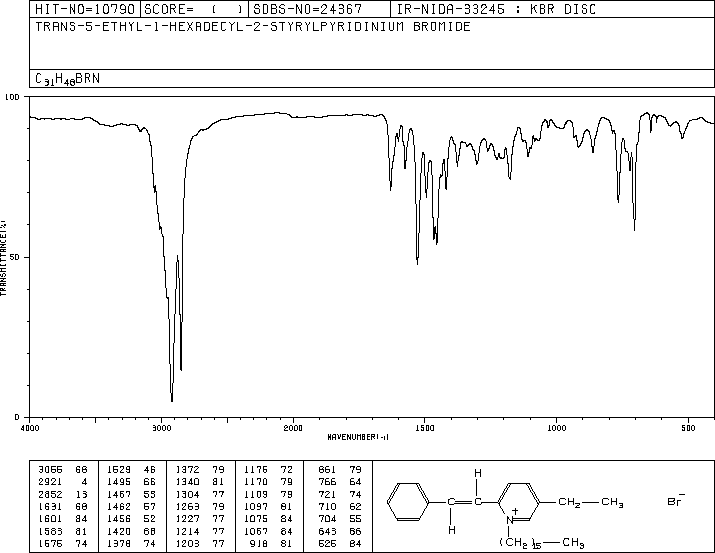 HIT-NO=10790 SCORE= ( ) SDBS-NO=24367 IR-NIDA-33245 : KBR DISC
TRANS-5-ETHYL-1-HEXADECYL-2-STYRYLPYRIDINIUM BROMIDE
C31H48BRN
100
50
0
TRANSMITTANCE(%)
4000 3000 2000 1500 1000 500
WAVENUMBER(-1)
3055 66 1529 46 1372 79 1176 72 861 79
2921 4 1495 66 1340 81 1170 79 766 64
2852 13 1467 55 1304 77 1109 79 721 74
1631 68 1462 57 1263 79 1097 81 710 62
1601 84 1456 52 1227 77 1075 84 704 55
1583 81 1420 68 1214 77 1067 84 643 86
1576 74 1378 74 1203 77 918 81 526 84
H
C C
H
CH2 CH3
N +
(CH2)15 CH3
Br−